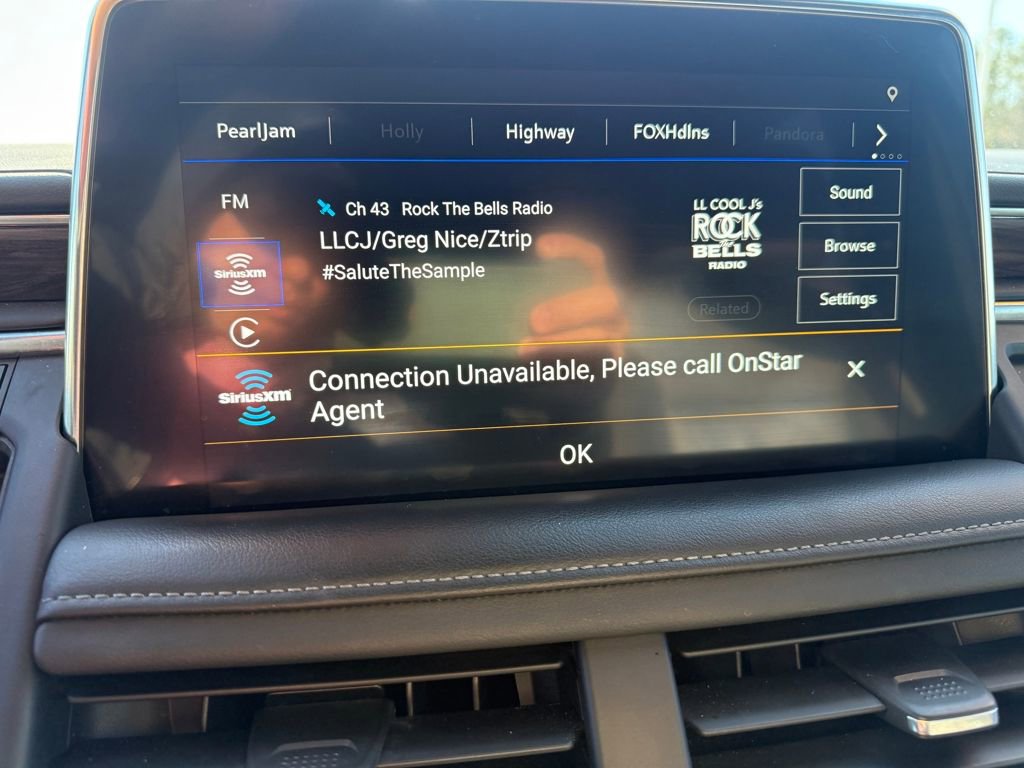 PearlJam
Holly
Highway
FOXHdlns
Pandora
FM
Ch 43 Rock The Bells Radio
LL COOL J's
ROCK
THE
BELLS
RADIO
Sound
LLCJ/Greg Nice/Ztrip
Browse
SiriusXM
#SaluteTheSample
Settings
Related
SiriusXM
Connection Unavailable, Please call OnStar
Agent
OK